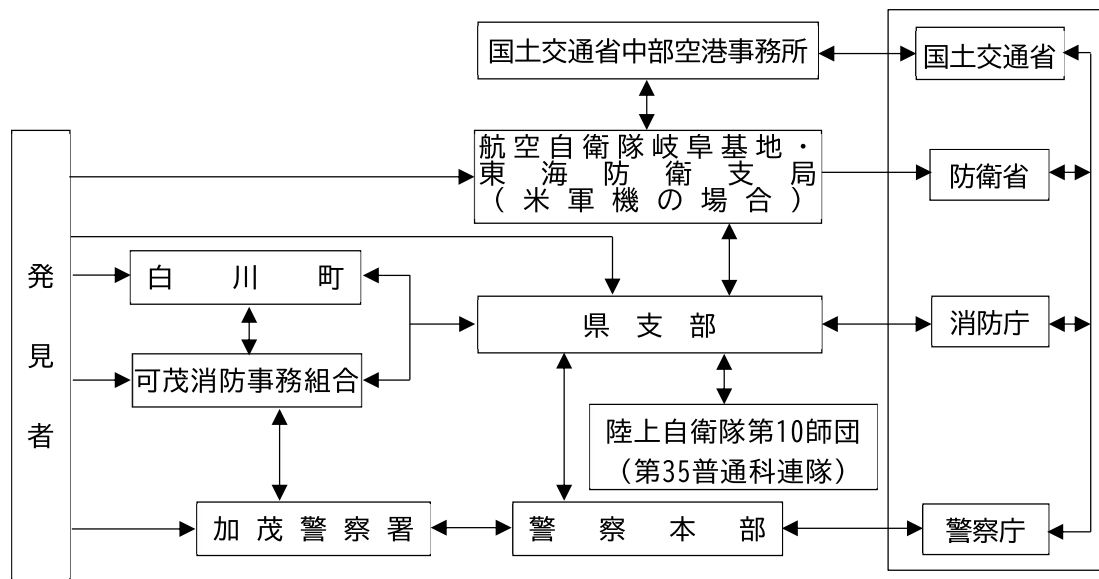 国土交通省中部空港事務所
国土交通省
航空自衛隊岐阜基地・
東海防衛支局
（米軍機の場合）
防衛省
発見者
白川町
県支部
消防庁
可茂消防事務組合
陸上自衛隊第10師団
（第35普通科連隊）
加茂警察署
警察本部
警察庁